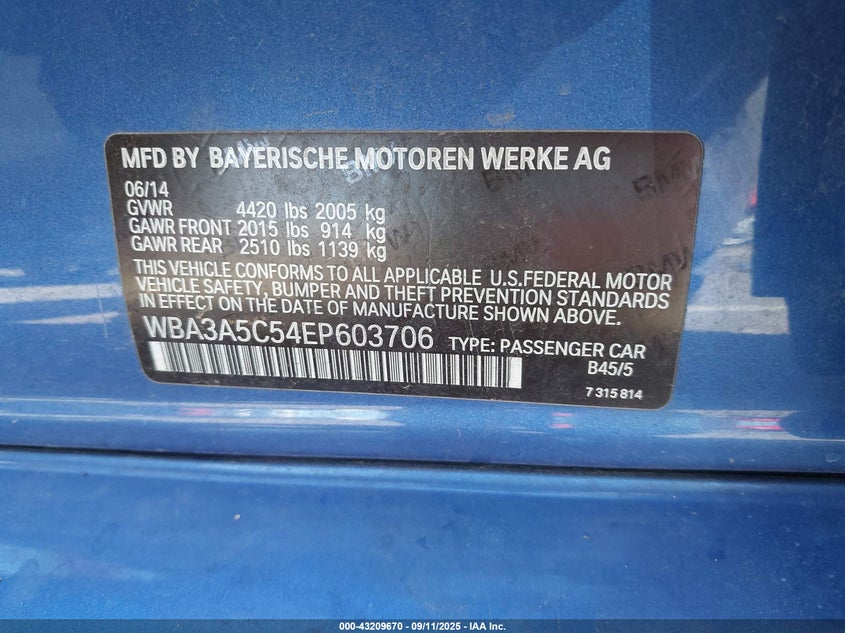 MFD BY BAYERISCHE MOTOREN WERKE AG
06/14
GVWR 4420 lbs 2005 kg
GAWR FRONT 2015 lbs 914 kg
GAWR REAR 2510 lbs 1139 kg
THIS VEHICLE CONFORMS TO ALL APPLICABLE U.S.FEDERAL MOTOR
VEHICLE SAFETY, BUMPER AND THEFT PREVENTION STANDARDS
IN EFFECT ON THE DATE OF MANUFACTURE SHOWN ABOVE.
WBA3A5C54EP603706 TYPE: PASSENGER CAR
B45/5
7 315 814
000-43209670 - 09/11/2025 - IAA Inc.